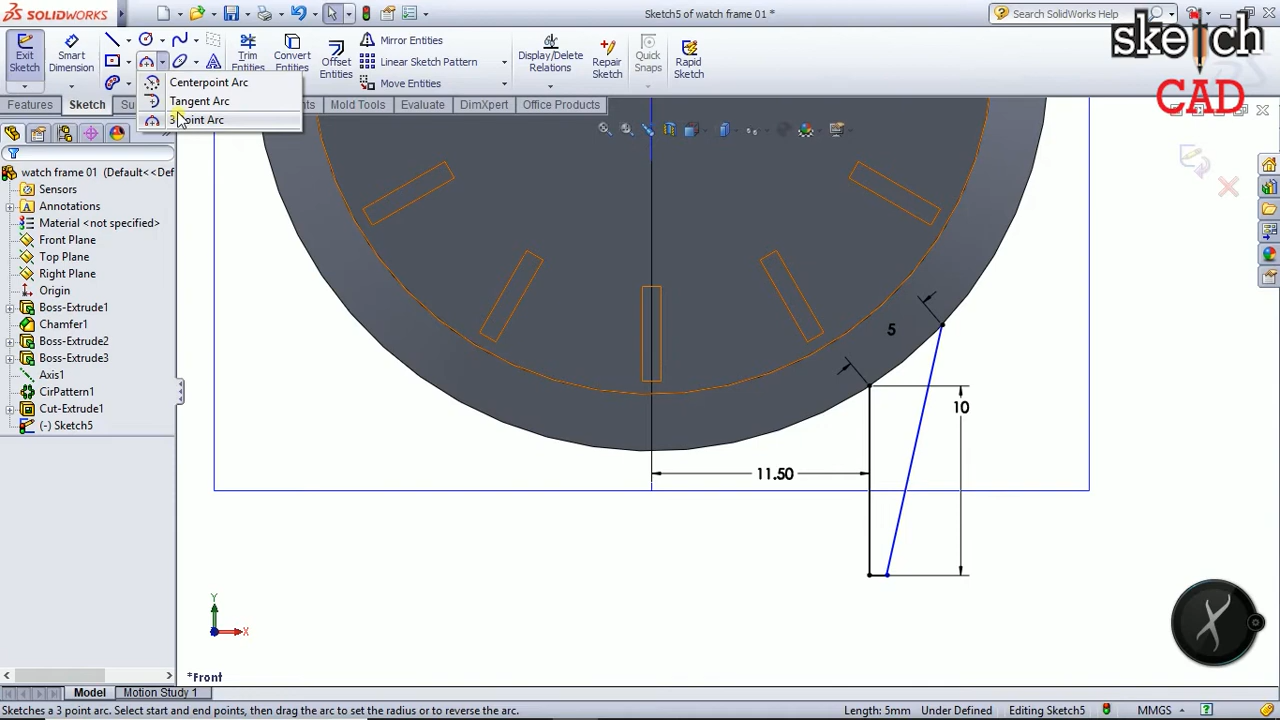 SOLIDWORKS
Sketch5 of watch frame 01 *
Search SolidWorks Help
sketch
CAD
Exit Sketch
Smart Dimension
Trim Entities
Convert Entities
Offset Entities
Mirror Entities
Linear Sketch Pattern
Move Entities
Display/Delete Relations
Repair Sketch
Quick Snaps
Rapid Sketch
Centerpoint Arc
Tangent Arc
3 Point Arc
Features
Sketch
Su
nts
Mold Tools
Evaluate
DimXpert
Office Products
watch frame 01 (Default<<Def
Sensors
Annotations
Material <not specified>
Front Plane
Top Plane
Right Plane
Origin
Boss-Extrude1
Chamfer1
Boss-Extrude2
Boss-Extrude3
Axis1
CirPattern1
Cut-Extrude1
(-) Sketch5
5
10
11.50
Y
X
*Front
Model
Motion Study 1
Sketches a 3 point arc. Select start and end points, then drag the arc to set the radius or to reverse the arc.
Length: 5mm
Under Defined
Editing Sketch5
MMGS